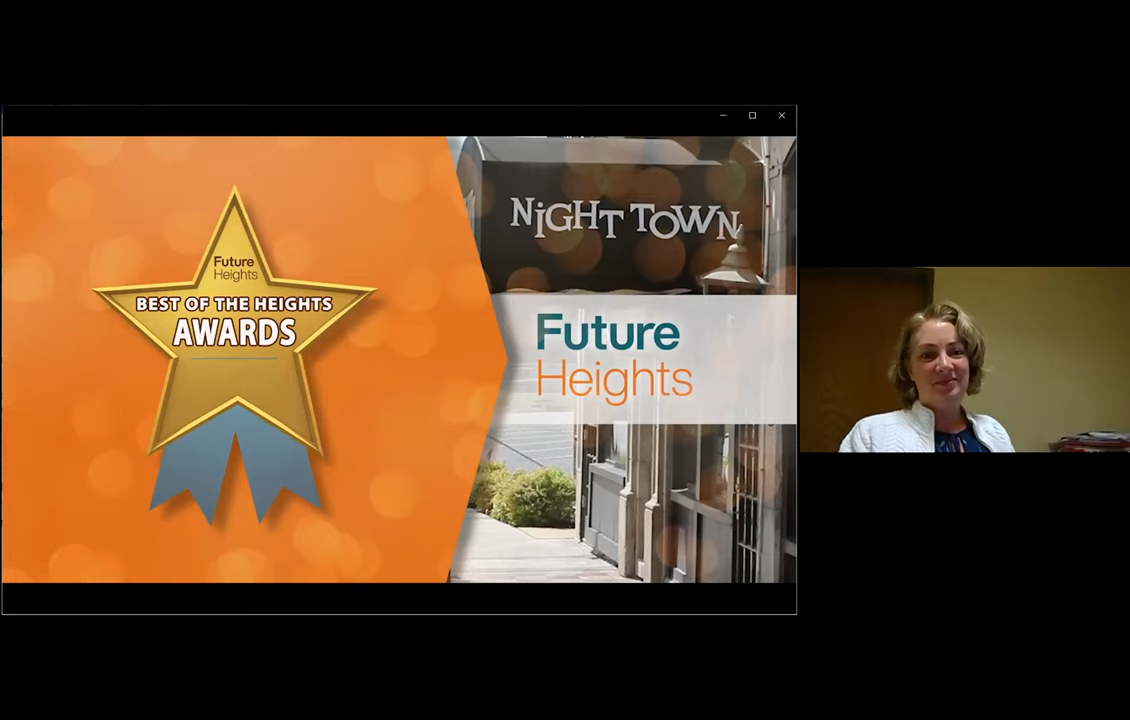 Future
Heights
BEST OF THE HEIGHTS
AWARDS
NiGHT TOWN
Future
Heights